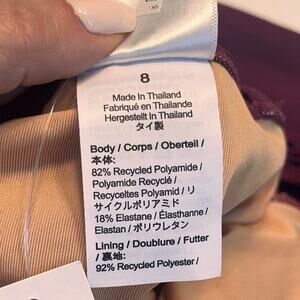 8
Made In Thailand
Fabriqué en Thaïlande
Hergestellt in Thailand
タイ製
Body / Corps / Oberteil /
本体:
82% Recycled Polyamide /
Polyamide Recyclé /
Recyceltes Polyamid / リ
サイクルポリアミド
18% Elastane / Élasthanne /
Elastan / ポリウレタン
Lining / Doublure / Futter
/ 裏地:
92% Recycled Polyester /